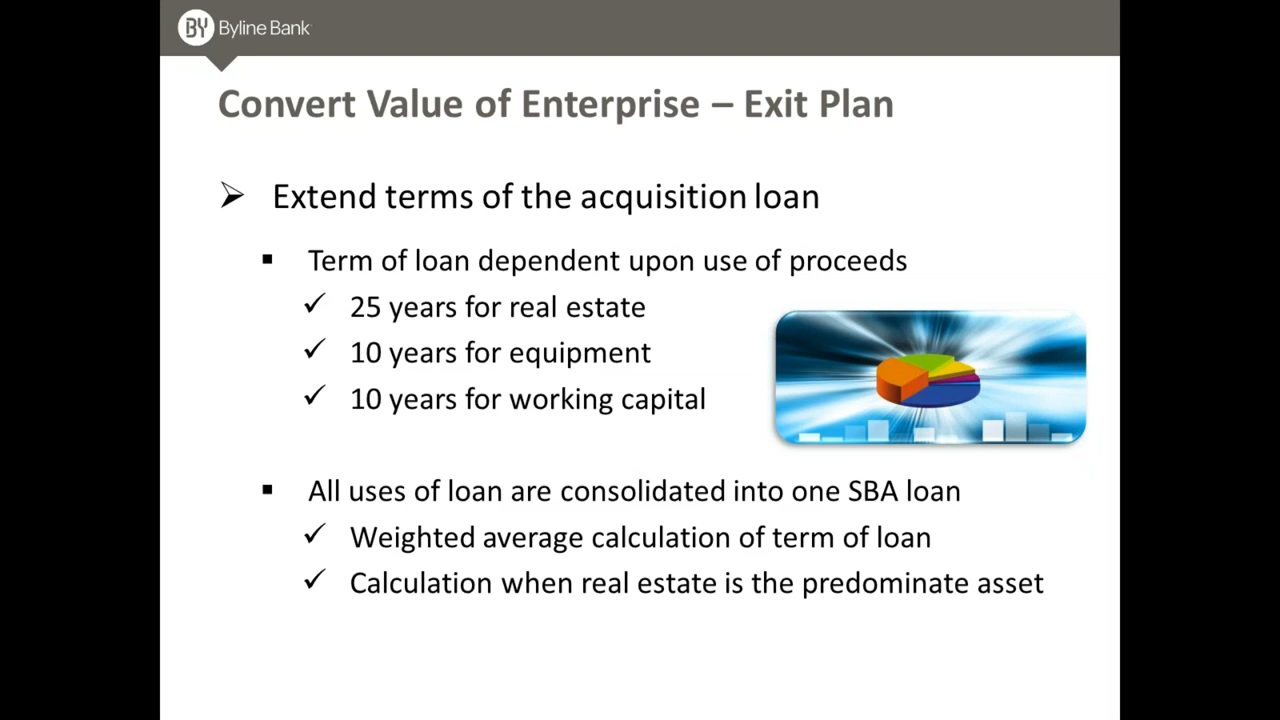 BY Byline Bank
Convert Value of Enterprise – Exit Plan
Extend terms of the acquisition loan
Term of loan dependent upon use of proceeds
25 years for real estate
10 years for equipment
10 years for working capital
All uses of loan are consolidated into one SBA loan
Weighted average calculation of term of loan
Calculation when real estate is the predominate asset